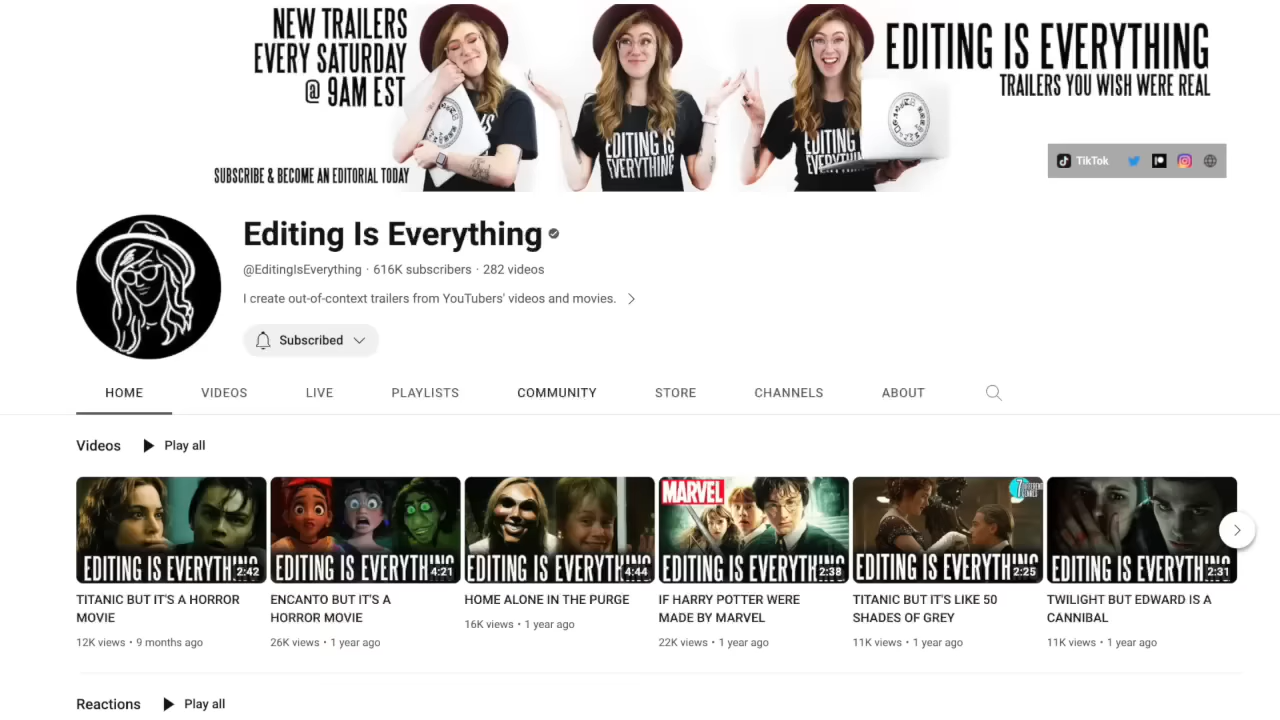 NEW TRAILERS
EVERY SATURDAY
@ 9AM EST
SUBSCRIBE & BECOME AN EDITORIAL TODAY
EDITING IS
EVERYTHING
EDITING
EVERYTHING
EDITING IS EVERYTHING
TRAILERS YOU WISH WERE REAL
TikTok
Editing Is Everything
@EditingIsEverything · 616K subscribers · 282 videos
I create out-of-context trailers from YouTubers' videos and movies.
Subscribed
HOME VIDEOS LIVE PLAYLISTS COMMUNITY STORE CHANNELS ABOUT
Videos Play all
EDITING IS EVERYTHING 2:42
TITANIC BUT IT'S A HORROR
MOVIE
12K views • 9 months ago
EDITING IS EVERYTHING 4:21
ENCANTO BUT IT'S A
HORROR MOVIE
26K views • 1 year ago
EDITING IS EVERYTHING 4:44
HOME ALONE IN THE PURGE
16K views • 1 year ago
MARVEL
EDITING IS EVERYTHING 2:38
IF HARRY POTTER WERE
MADE BY MARVEL
22K views • 1 year ago
7 DIFFERENT
GENRES
EDITING IS EVERYTHING 2:25
TITANIC BUT IT'S LIKE 50
SHADES OF GREY
11K views • 1 year ago
EDITING IS EVERYTHING 2:31
TWILIGHT BUT EDWARD IS A
CANNIBAL
11K views • 1 year ago
Reactions Play all